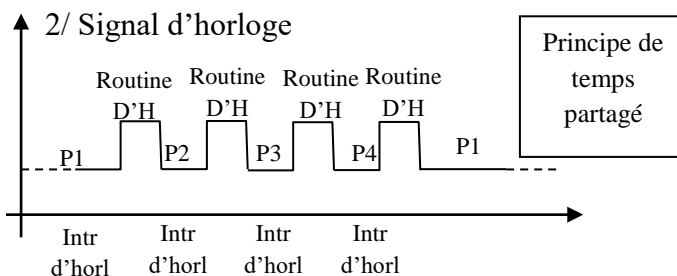 2/ Signal d’horloge
Principe de
temps
partagé
Routine
D’H
Routine
D’H
Routine
D’H
Routine
D’H
P1
P2
P3
P4
P1
Intr
d’horl
Intr
d’horl
Intr
d’horl
Intr
d’horl